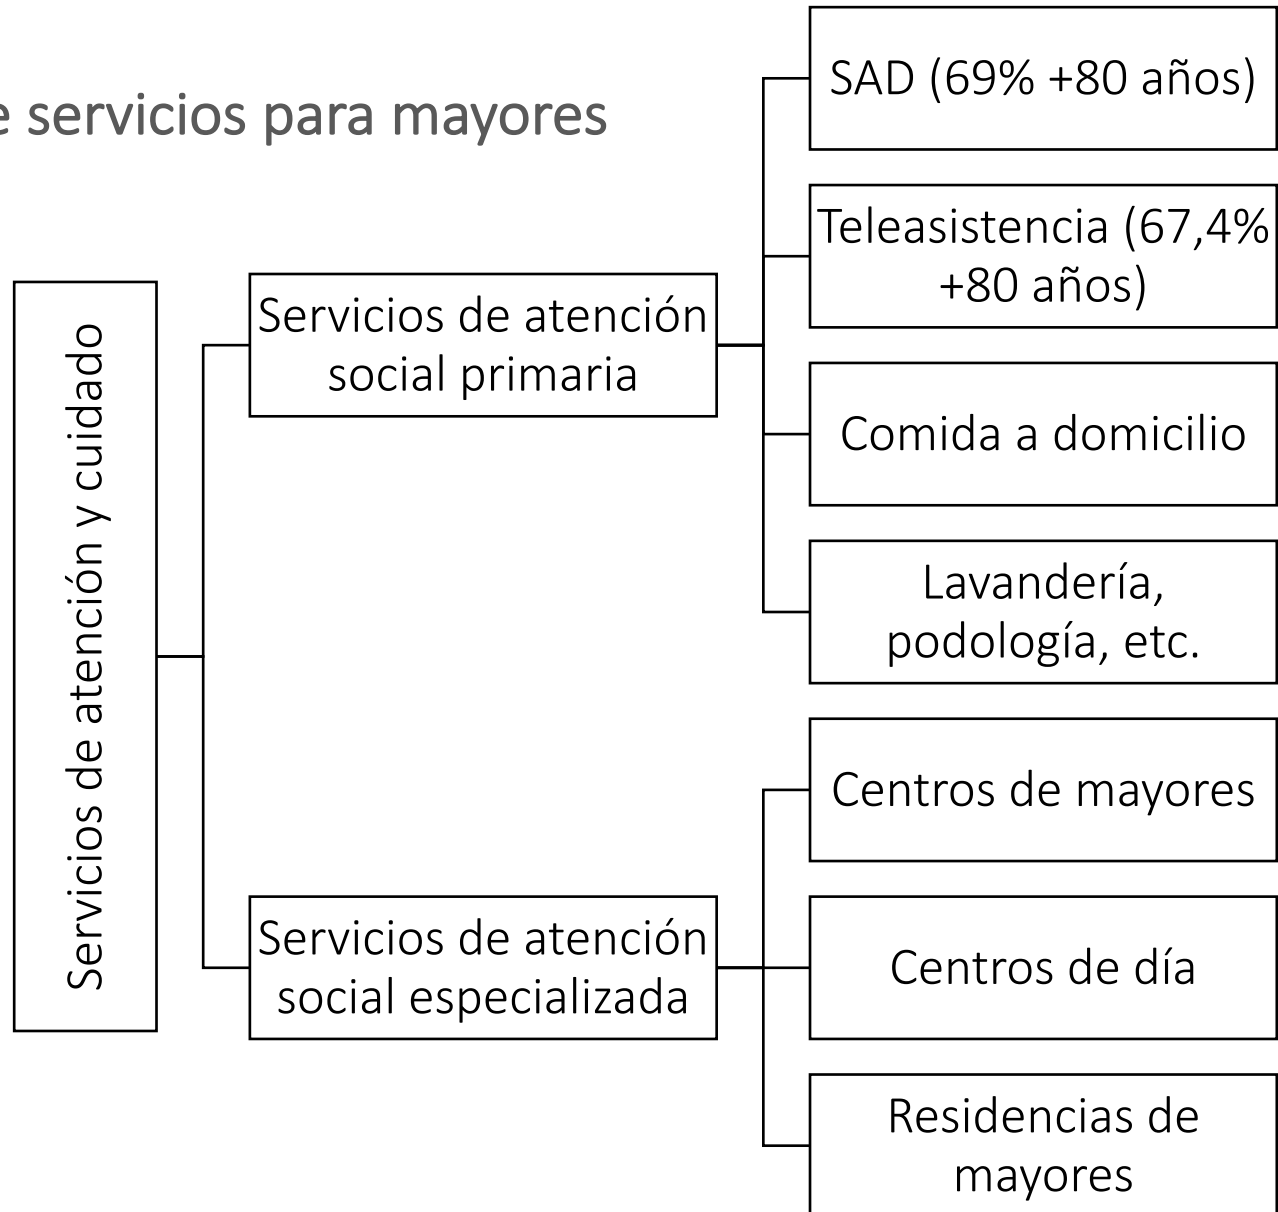 e servicios para mayores
Servicios de atención y cuidado
Servicios de atención
social primaria
SAD (69% +80 años)
Teleasistencia (67,4%
+80 años)
Comida a domicilio
Lavandería,
podología, etc.
Servicios de atención
social especializada
Centros de mayores
Centros de día
Residencias de
mayores